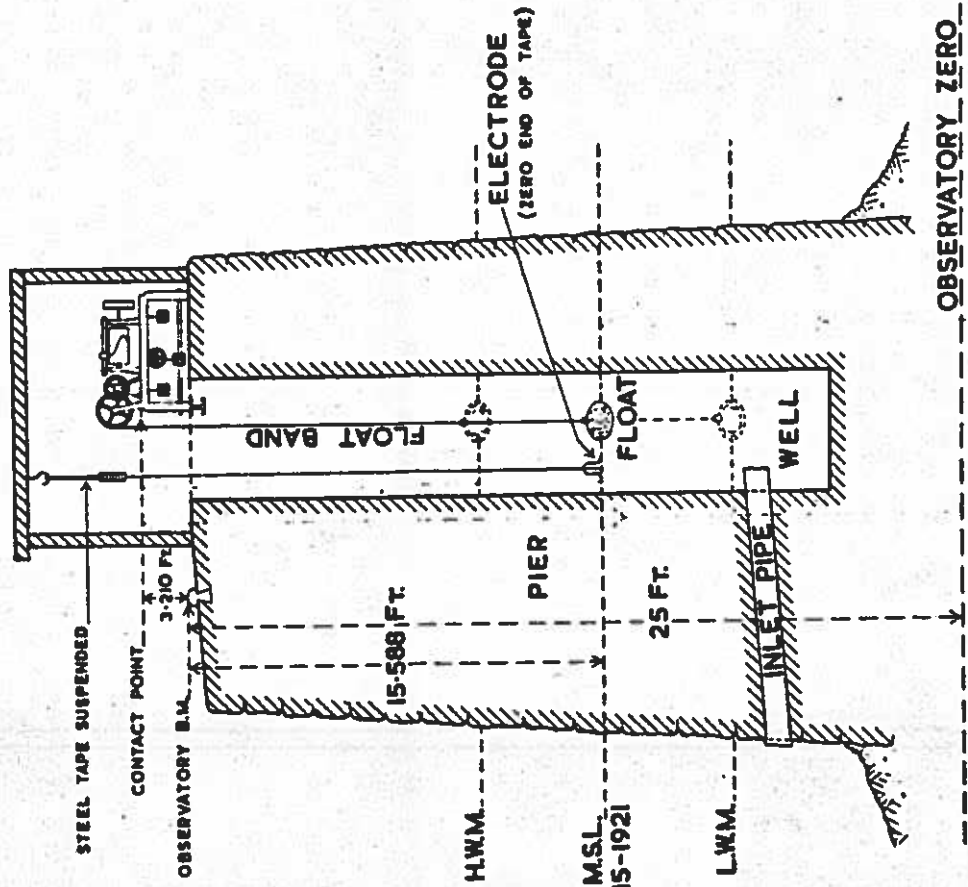 STEEL TAPE SUSPENDED
CONTACT POINT
3·210 Ft.
OBSERVATORY B.M.
FLOAT BAND
ELECTRODE
(ZERO END OF TAPE)
H.W.M.
15·588 FT.
PIER
FLOAT
M.S.L.
15-1921
25 FT.
WELL
L.W.M.
INLET PIPE
OBSERVATORY ZERO